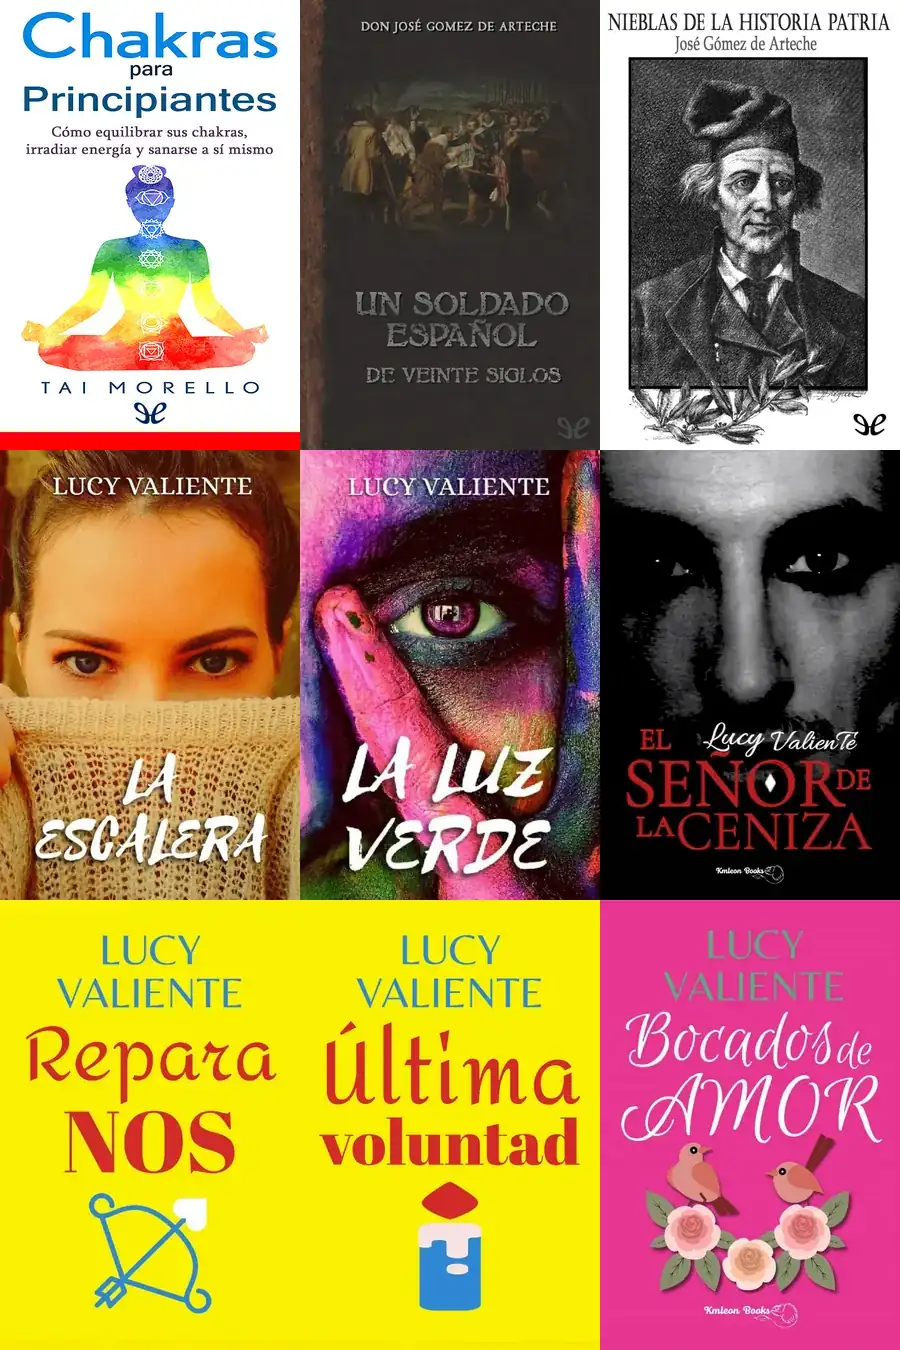 Chakras
para
Principiantes
Cómo equilibrar sus chakras,
irradiar energía y sanarse a sí mismo
TAI MORELLO
DON JOSÉ GOMEZ DE ARTECHE
UN SOLDADO
ESPAÑOL
DE VEINTE SIGLOS
NIEBLAS DE LA HISTORIA PATRIA
José Gómez de Arteche
LUCY VALIENTE
LA
ESCALERA
LUCY VALIENTE
LA LUZ
VERDE
Lucy Valiente
EL
SEÑOR DE
LA CENIZA
Kmleon Books
LUCY
VALIENTE
Repara
NOS
LUCY
VALIENTE
Última
voluntad
LUCY
VALIENTE
Bocados de
AMOR
Kmleon Books